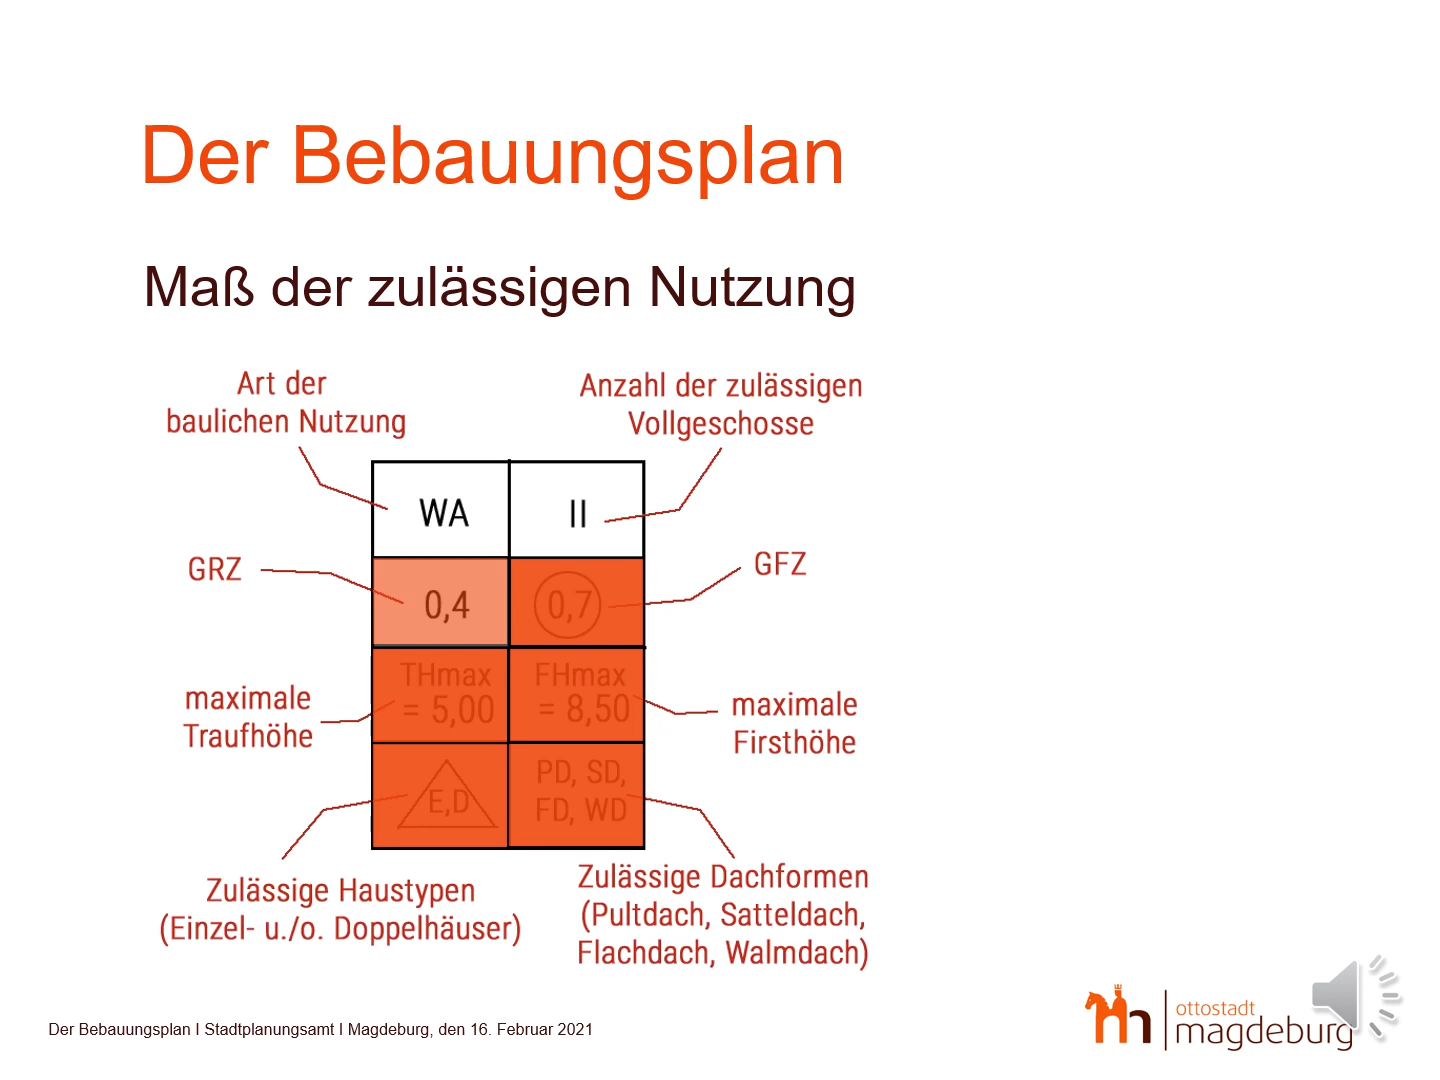 Der Bebauungsplan
Maß der zulässigen Nutzung
Art der
baulichen Nutzung
Anzahl der zulässigen
Vollgeschosse
WA
II
GRZ
0,4
0,7
GFZ
maximale
Traufhöhe
THmax
= 5,00
FHmax
= 8,50
maximale
Firsthöhe
E,D
PD, SD,
FD, WD
Zulässige Haustypen
(Einzel- u./o. Doppelhäuser)
Zulässige Dachformen
(Pultdach, Satteldach,
Flachdach, Walmdach)
Der Bebauungsplan I Stadtplanungsamt I Magdeburg, den 16. Februar 2021
ottostadt
magdeburg